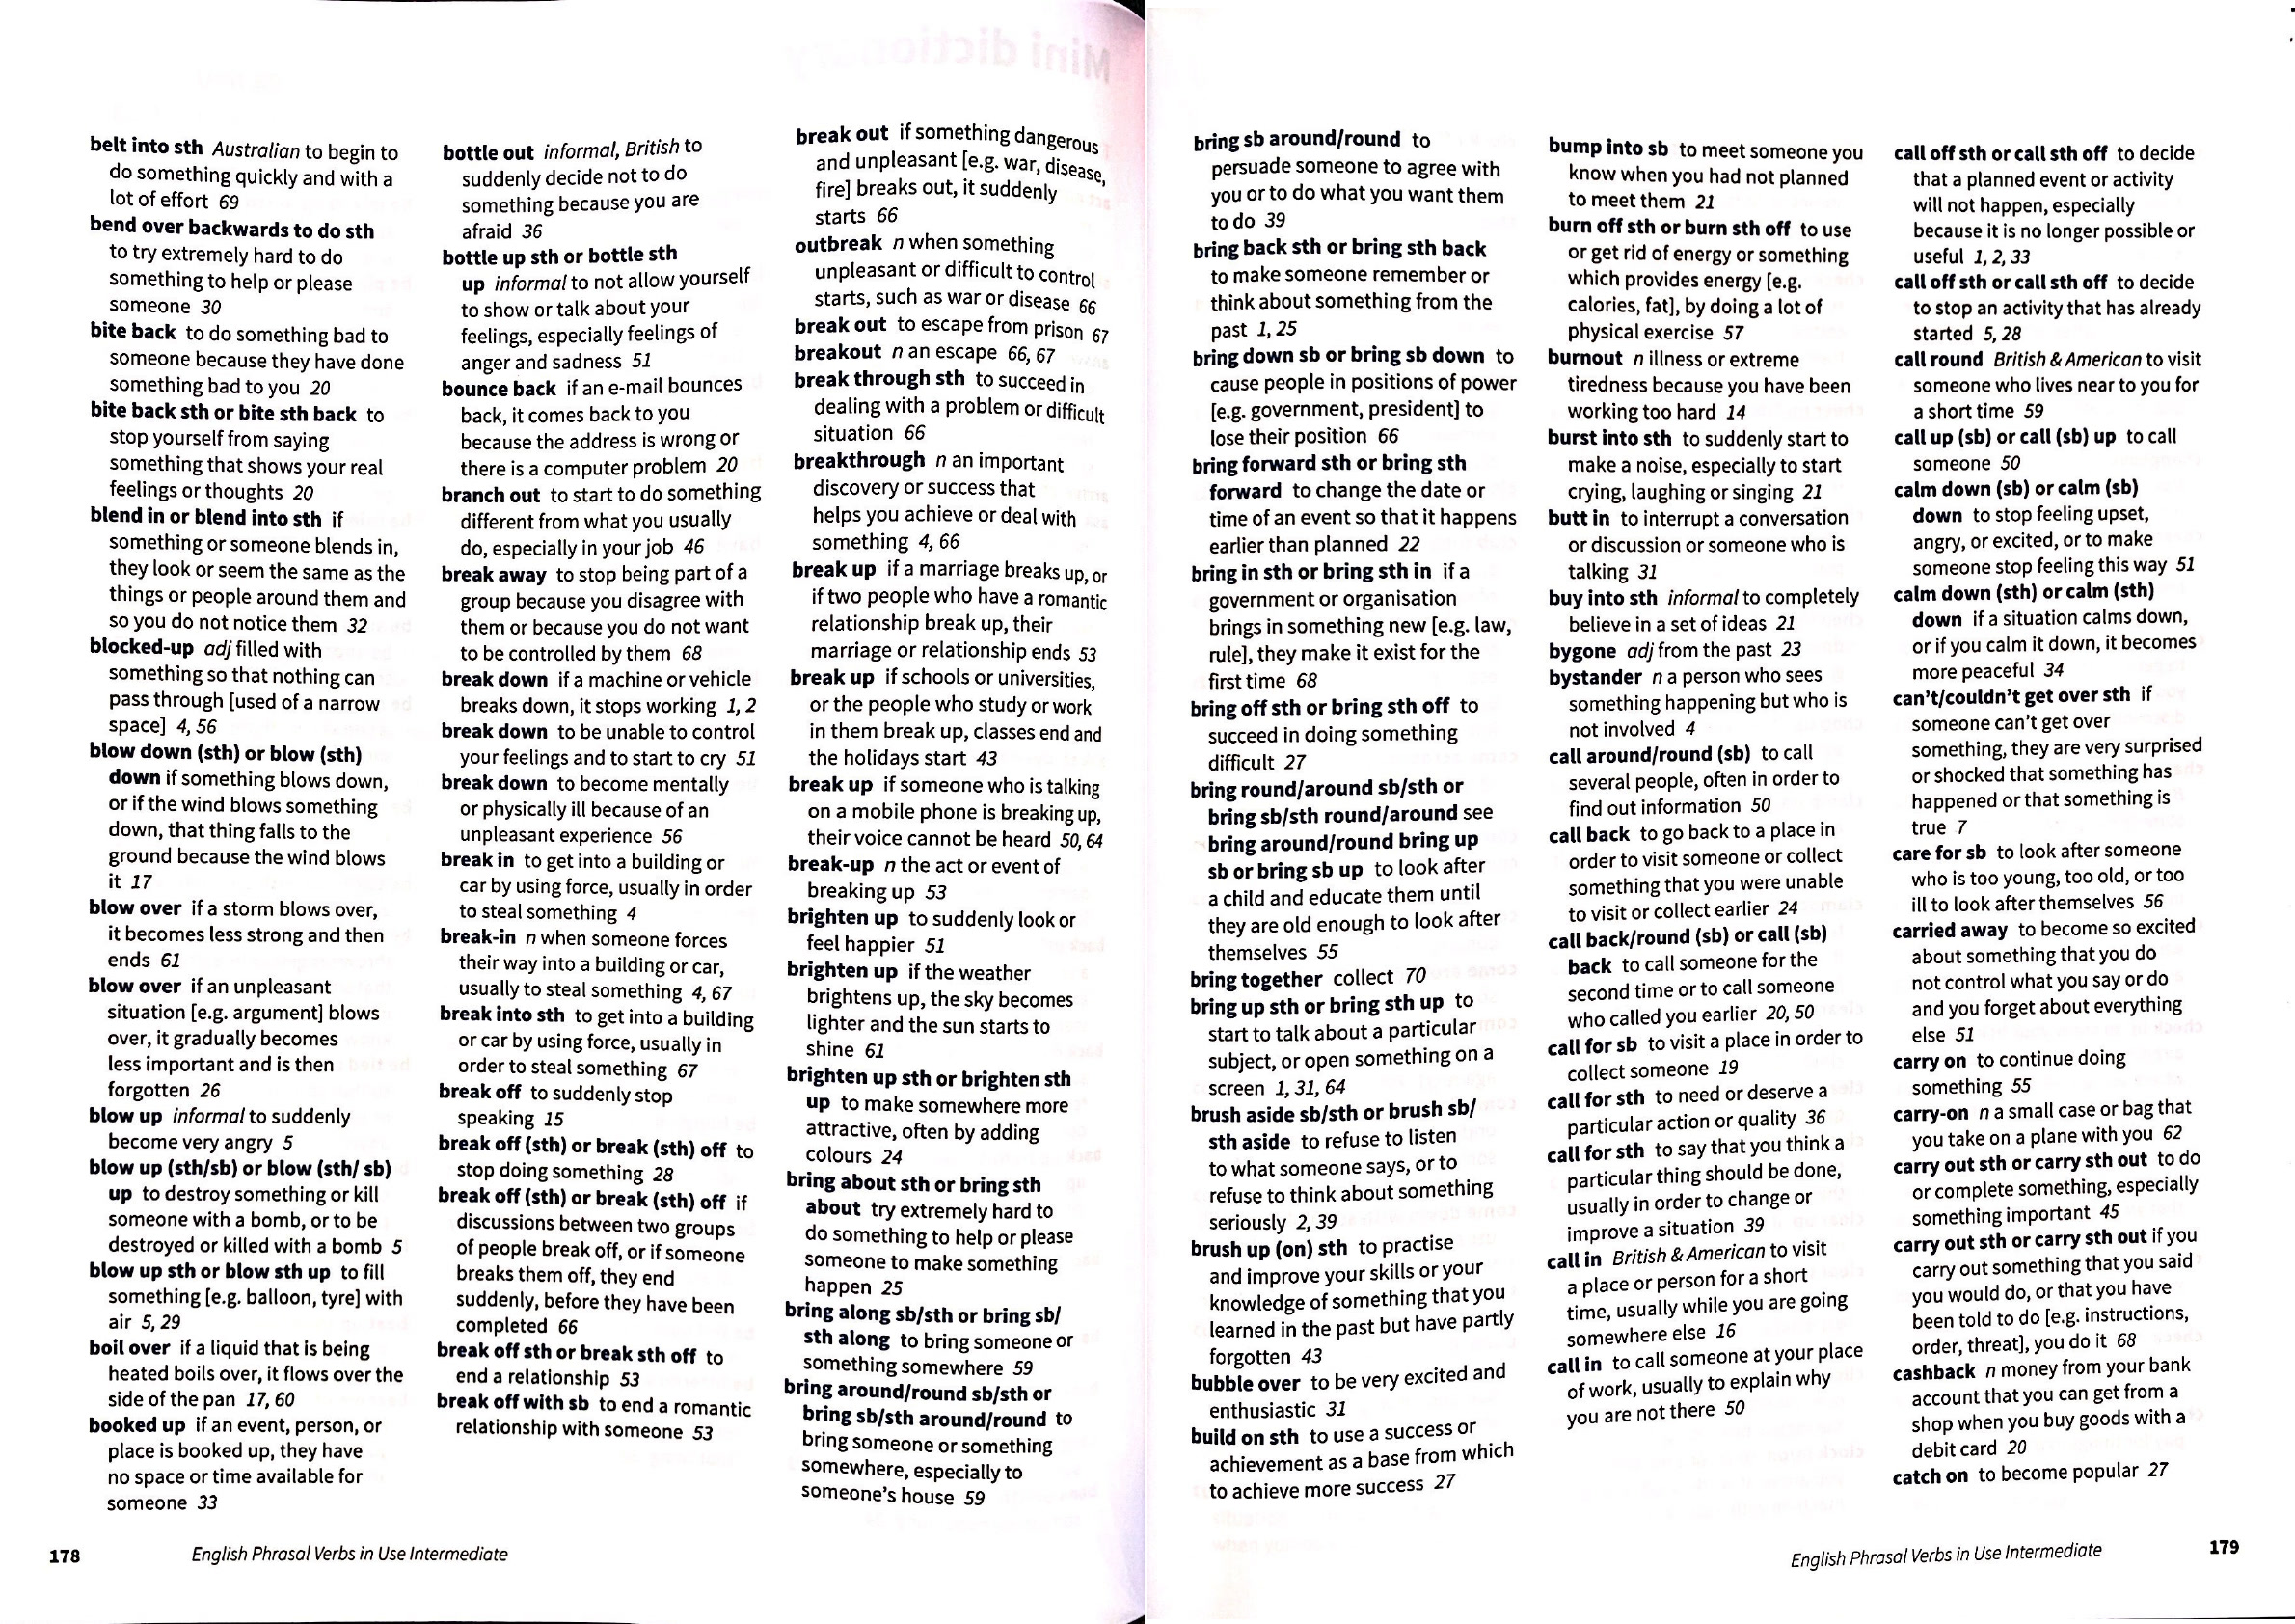 belt into sth Australian to begin to
do something quickly and with a
lot of effort 69
bend over backwards to do sth
to try extremely hard to do
something to help or please
someone 30
bite back to do something bad to
someone because they have done
something bad to you 20
bite back sth or bite sth back to
stop yourself from saying
something that shows your real
feelings or thoughts 20
blend in or blend into sth if
something or someone blends in,
they look or seem the same as the
things or people around them and
so you do not notice them 32
blocked-up adj filled with
something so that nothing can
pass through [used of a narrow
space] 4, 56
blow down (sth) or blow (sth)
down if something blows down,
or if the wind blows something
down, that thing falls to the
ground because the wind blows
it 17
blow over if a storm blows over,
it becomes less strong and then
ends 61
blow over if an unpleasant
situation [e.g. argument] blows
over, it gradually becomes
less important and is then
forgotten 26
blow up informal to suddenly
become very angry 5
blow up (sth/sb) or blow (sth/ sb)
up to destroy something or kill
someone with a bomb, or to be
destroyed or killed with a bomb 5
blow up sth or blow sth up to fill
something [e.g. balloon, tyre] with
air 5, 29
boil over if a liquid that is being
heated boils over, it flows over the
side of the pan 17, 60
booked up if an event, person, or
place is booked up, they have
no space or time available for
someone 33
bottle out informal, British to
suddenly decide not to do
something because you are
afraid 36
bottle up sth or bottle sth
up informal to not allow yourself
to show or talk about your
feelings, especially feelings of
anger and sadness 51
bounce back if an e-mail bounces
back, it comes back to you
because the address is wrong or
there is a computer problem 20
branch out to start to do something
different from what you usually
do, especially in your job 46
break away to stop being part of a
group because you disagree with
them or because you do not want
to be controlled by them 68
break down if a machine or vehicle
breaks down, it stops working 1, 2
break down to be unable to control
your feelings and to start to cry 51
break down to become mentally
or physically ill because of an
unpleasant experience 56
break in to get into a building or
car by using force, usually in order
to steal something 4
break-in n when someone forces
their way into a building or car,
usually to steal something 4, 67
break into sth to get into a building
or car by using force, usually in
order to steal something 67
break off to suddenly stop
speaking 15
break off (sth) or break (sth) off to
stop doing something 28
break off (sth) or break (sth) off if
discussions between two groups
of people break off, or if someone
breaks them off, they end
suddenly, before they have been
completed 66
break off sth or break sth off to
end a relationship 53
break off with sb to end a romantic
relationship with someone 53
break out if something dangerous
and unpleasant [e.g. war, disease,
fire] breaks out, it suddenly
starts 66
outbreak n when something
unpleasant or difficult to control
starts, such as war or disease 66
break out to escape from prison 67
breakout n an escape 66, 67
break through sth to succeed in
dealing with a problem or difficult
situation 66
breakthrough n an important
discovery or success that
helps you achieve or deal with
something 4, 66
break up if a marriage breaks up, or
if two people who have a romantic
relationship break up, their
marriage or relationship ends 53
break up if schools or universities,
or the people who study or work
in them break up, classes end and
the holidays start 43
break up if someone who is talking
on a mobile phone is breaking up,
their voice cannot be heard 50, 64
break-up n the act or event of
breaking up 53
brighten up to suddenly look or
feel happier 51
brighten up if the weather
brightens up, the sky becomes
lighter and the sun starts to
shine 61
brighten up sth or brighten sth
up to make somewhere more
attractive, often by adding
colours 24
bring about sth or bring sth
about try extremely hard to
do something to help or please
someone to make something
happen 25
bring along sb/sth or bring sb/
sth along to bring someone or
something somewhere 59
bring around/round sb/sth or
bring sb/sth around/round to
bring someone or something
somewhere, especially to
someone's house 59
178 English Phrasal Verbs in Use Intermediate
bring sb around/round to
persuade someone to agree with
you or to do what you want them
to do 39
bring back sth or bring sth back
to make someone remember or
think about something from the
past 1, 25
bring down sb or bring sb down to
cause people in positions of power
[e.g. government, president] to
lose their position 66
bring forward sth or bring sth
forward to change the date or
time of an event so that it happens
earlier than planned 22
bring in sth or bring sth in if a
government or organisation
brings in something new [e.g. law,
rule], they make it exist for the
first time 68
bring off sth or bring sth off to
succeed in doing something
difficult 27
bring round/around sb/sth or
bring sb/sth round/around see
bring around/round bring up
sb or bring sb up to look after
a child and educate them until
they are old enough to look after
themselves 55
bring together collect 70
bring up sth or bring sth up to
start to talk about a particular
subject, or open something on a
screen 1, 31, 64
brush aside sb/sth or brush sb/
sth aside to refuse to listen
to what someone says, or to
refuse to think about something
seriously 2, 39
brush up (on) sth to practise
and improve your skills or your
knowledge of something that you
learned in the past but have partly
forgotten 43
bubble over to be very excited and
enthusiastic 31
build on sth to use a success or
achievement as a base from which
to achieve more success 27
bump into sb to meet someone you
know when you had not planned
to meet them 21
burn off sth or burn sth off to use
or get rid of energy or something
which provides energy [e.g.
calories, fat], by doing a lot of
physical exercise 57
burnout n illness or extreme
tiredness because you have been
working too hard 14
burst into sth to suddenly start to
make a noise, especially to start
crying, laughing or singing 21
butt in to interrupt a conversation
or discussion or someone who is
talking 31
buy into sth informal to completely
believe in a set of ideas 21
bygone adj from the past 23
bystander n a person who sees
something happening but who is
not involved 4
call around/round (sb) to call
several people, often in order to
find out information 50
call back to go back to a place in
order to visit someone or collect
something that you were unable
to visit or collect earlier 24
call back/round (sb) or call (sb)
back to call someone for the
second time or to call someone
who called you earlier 20, 50
call for sb to visit a place in order to
collect someone 19
call for sth to need or deserve a
particular action or quality 36
call for sth to say that you think a
particular thing should be done,
usually in order to change or
improve a situation 39
call in British & American to visit
a place or person for a short
time, usually while you are going
somewhere else 16
call in to call someone at your place
of work, usually to explain why
you are not there 50
call off sth or call sth off to decide
that a planned event or activity
will not happen, especially
because it is no longer possible or
useful 1, 2, 33
call off sth or call sth off to decide
to stop an activity that has already
started 5, 28
call round British & American to visit
someone who lives near to you for
a short time 59
call up (sb) or call (sb) up to call
someone 50
calm down (sb) or calm (sb)
down to stop feeling upset,
angry, or excited, or to make
someone stop feeling this way 51
calm down (sth) or calm (sth)
down if a situation calms down,
or if you calm it down, it becomes
more peaceful 34
can't/couldn't get over sth if
someone can't get over
something, they are very surprised
or shocked that something has
happened or that something is
true 7
care for sb to look after someone
who is too young, too old, or too
ill to look after themselves 56
carried away to become so excited
about something that you do
not control what you say or do
and you forget about everything
else 51
carry on to continue doing
something 55
carry-on n a small case or bag that
you take on a plane with you 62
carry out sth or carry sth out to do
or complete something, especially
something important 45
carry out sth or carry sth out if you
carry out something that you said
you would do, or that you have
been told to do [e.g. instructions,
order, threat], you do it 68
cashback n money from your bank
account that you can get from a
shop when you buy goods with a
debit card 20
catch on to become popular 27
English Phrasal Verbs in Use Intermediate 179